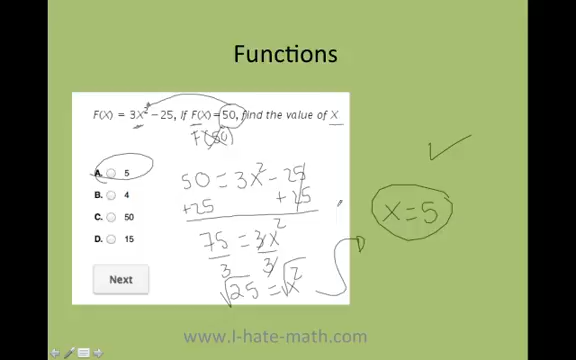 Functions
F(X) = 3X² − 25, If F(X) = 50, find the value of X
F(50)
A. 5
B. 4
C. 50
D. 15
Next
50 = 3X² - 25
+25 +25
75 = 3X²
3 3
√25 = √X²
X = 5
www.I-hate-math.com